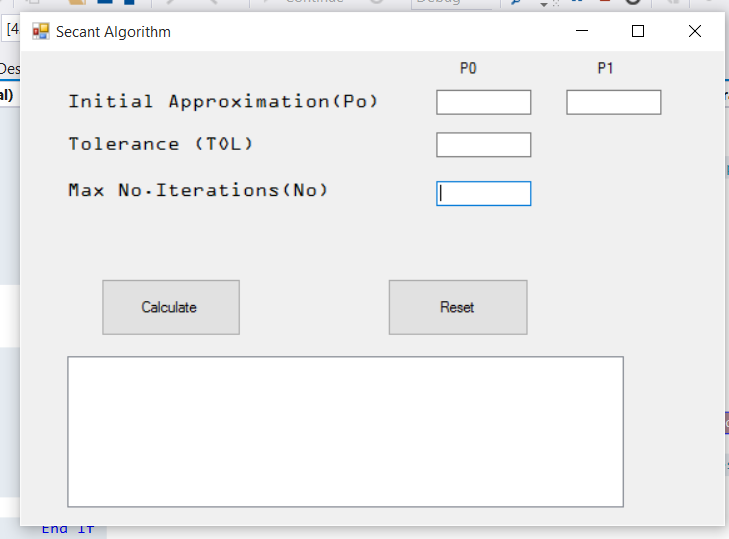 Continue Debug
[4
Secant Algorithm
Des
al)
P0 P1
Initial Approximation(Po)
Tolerance (TOL)
Max No.Iterations(No)
Calculate Reset
End If